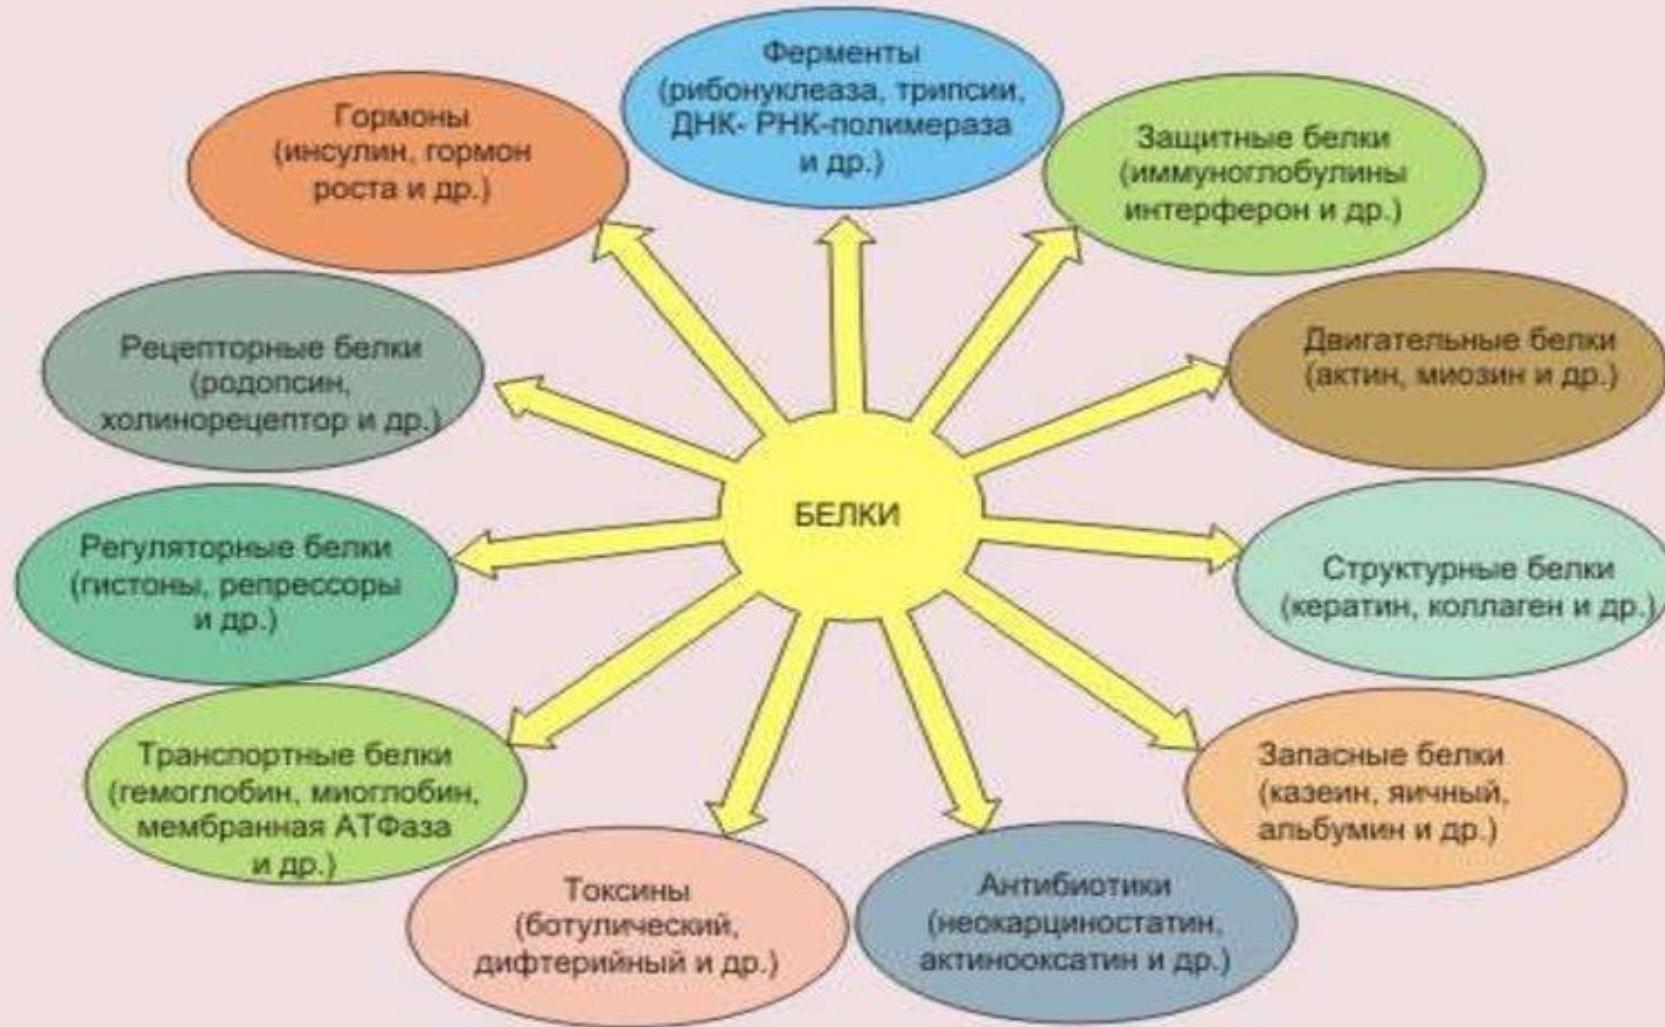 Ферменты
(рибонуклеаза, трипсии,
ДНК- РНК-полимераза
и др.)
Гормоны
(инсулин, гормон
роста и др.)
Защитные белки
(иммуноглобулины
интерферон и др.)
Рецепторные белки
(родопсин,
холинорецептор и др.)
Двигательные белки
(актин, миозин и др.)
БЕЛКИ
Регуляторные белки
(гистоны, репрессоры
и др.)
Структурные белки
(кератин, коллаген и др.)
Транспортные белки
(гемоглобин, миоглобин,
мембранная АТФаза
и др.)
Запасные белки
(казеин, яичный,
альбумин и др.)
Токсины
(ботулический,
дифтерийный и др.)
Антибиотики
(неокарциностатин,
актинооксатин и др.)